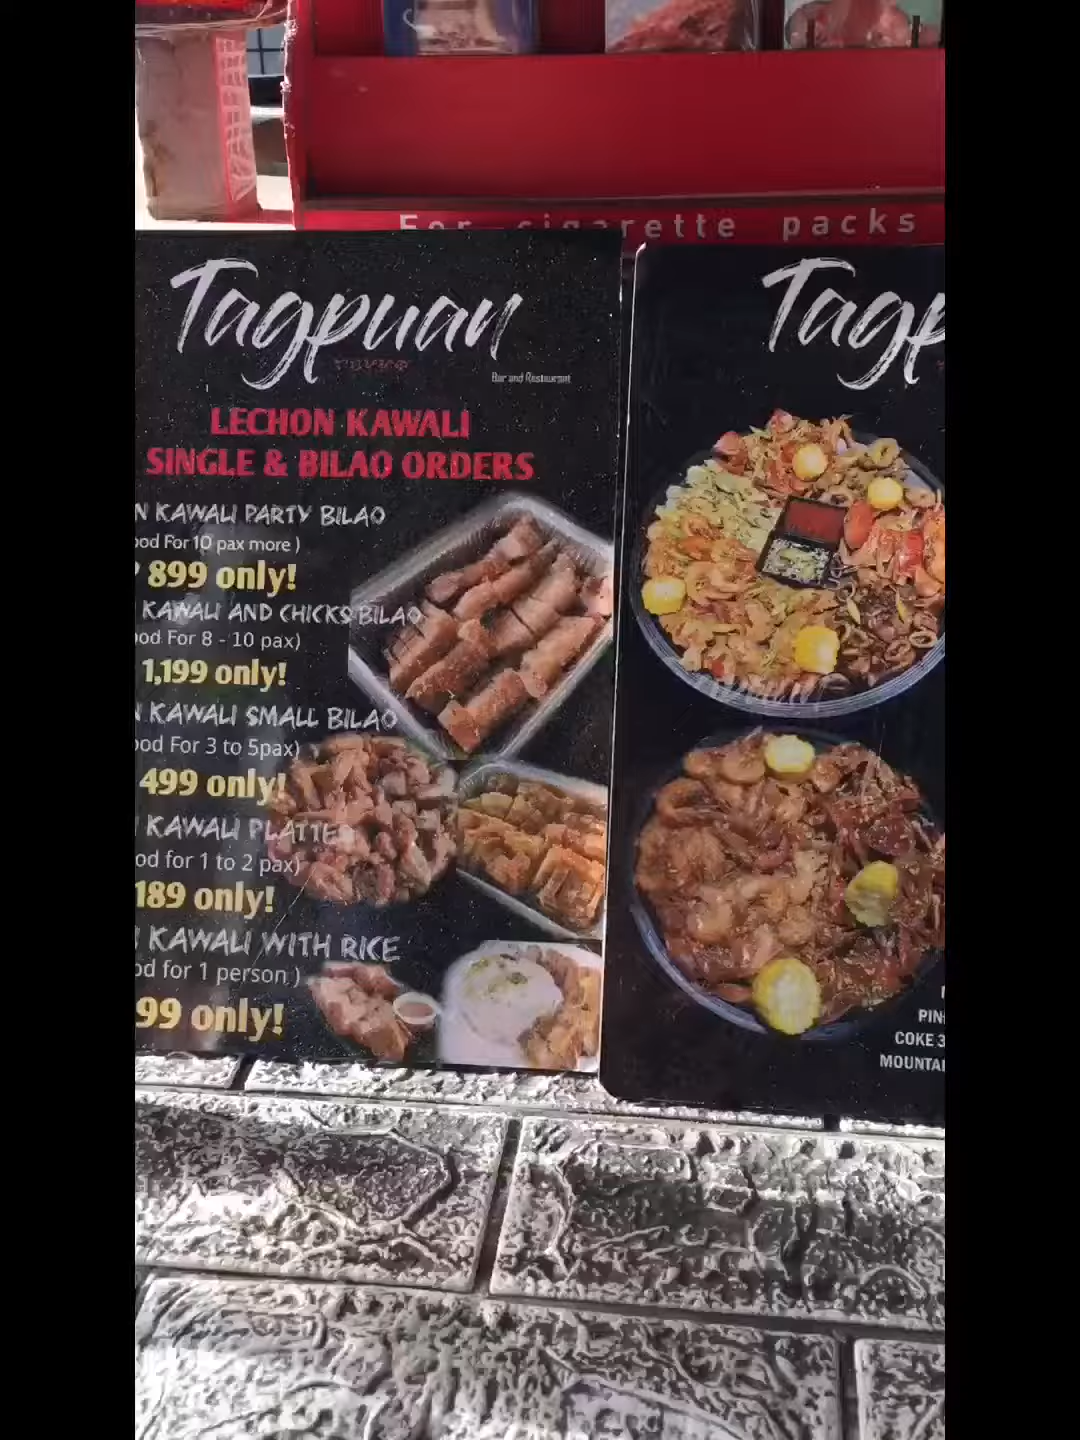 For cigarette packs
Tagpuan
Bar and Restaurant
LECHON KAWALI
SINGLE & BILAO ORDERS
N KAWALI PARTY BILAO
ood For 10 pax more )
899 only!
KAWALI AND CHICKS BILAO
ood For 8 - 10 pax)
1,199 only!
N KAWALI SMALL BILAO
ood For 3 to 5pax)
499 only!
KAWALI PLATTE
od for 1 to 2 pax)
189 only!
KAWALI WITH RICE
od for 1 person )
99 only!
Tagp
PIN
COKE 3
MOUNTAI